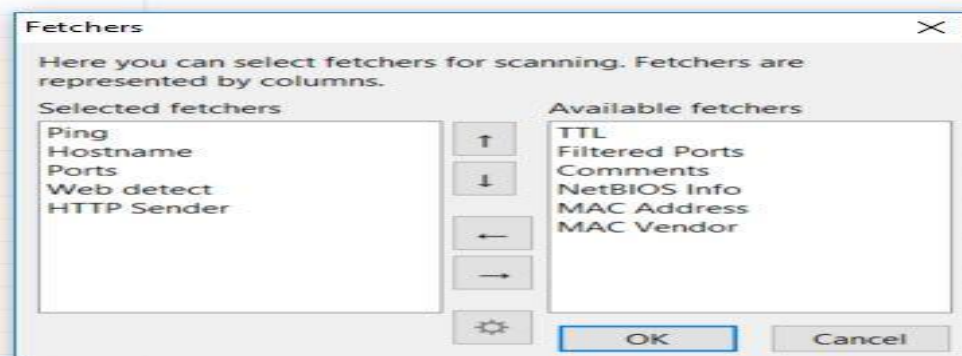 Fetchers
Here you can select fetchers for scanning. Fetchers are
represented by columns.
Selected fetchers
Available fetchers
Ping
Hostname
Ports
Web detect
HTTP Sender
↑
↓
←
→
TTL
Filtered Ports
Comments
NetBIOS Info
MAC Address
MAC Vendor
OK
Cancel